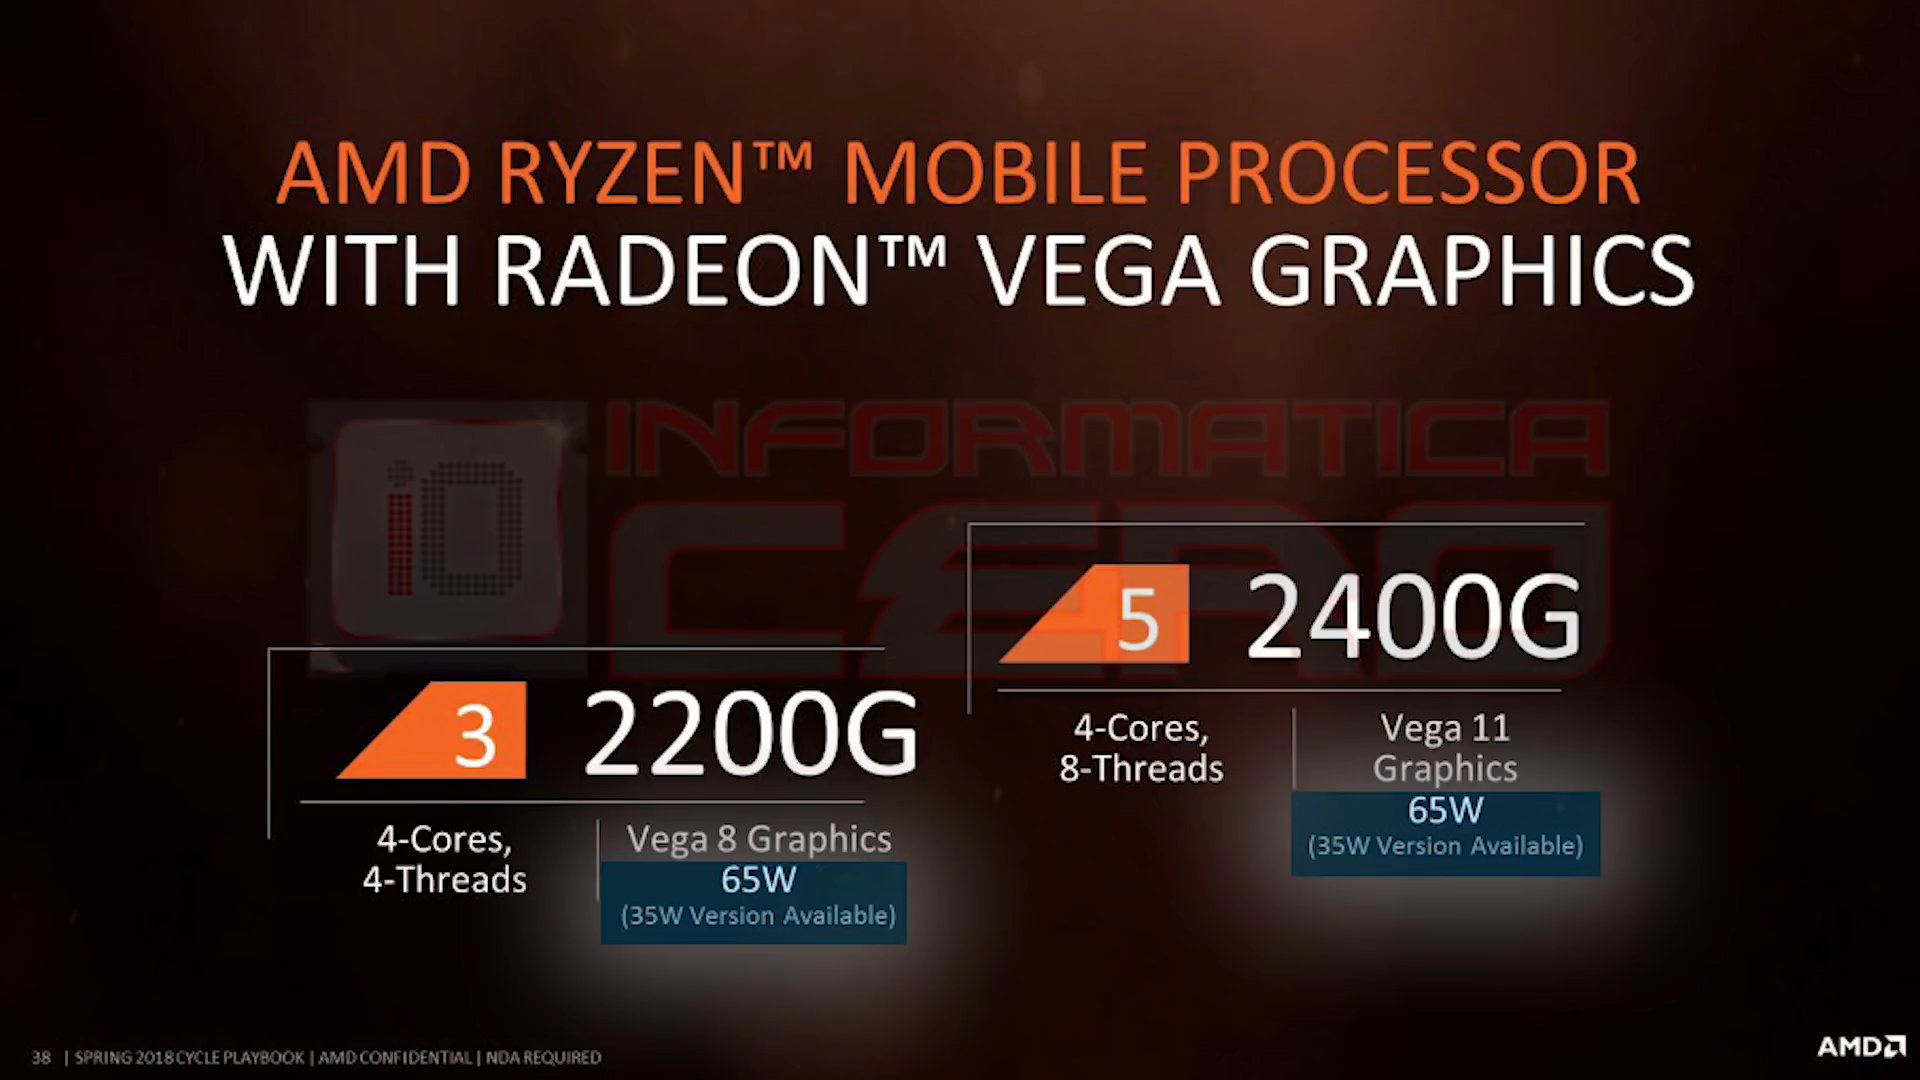 AMD RYZEN™ MOBILE PROCESSOR
WITH RADEON™ VEGA GRAPHICS
i0
INFORMATICA
CERO
3 2200G
4-Cores,
4-Threads
Vega 8 Graphics
65W
(35W Version Available)
5 2400G
4-Cores,
8-Threads
Vega 11
Graphics
65W
(35W Version Available)
38 | SPRING 2018 CYCLE PLAYBOOK | AMD CONFIDENTIAL | NDA REQUIRED
AMD